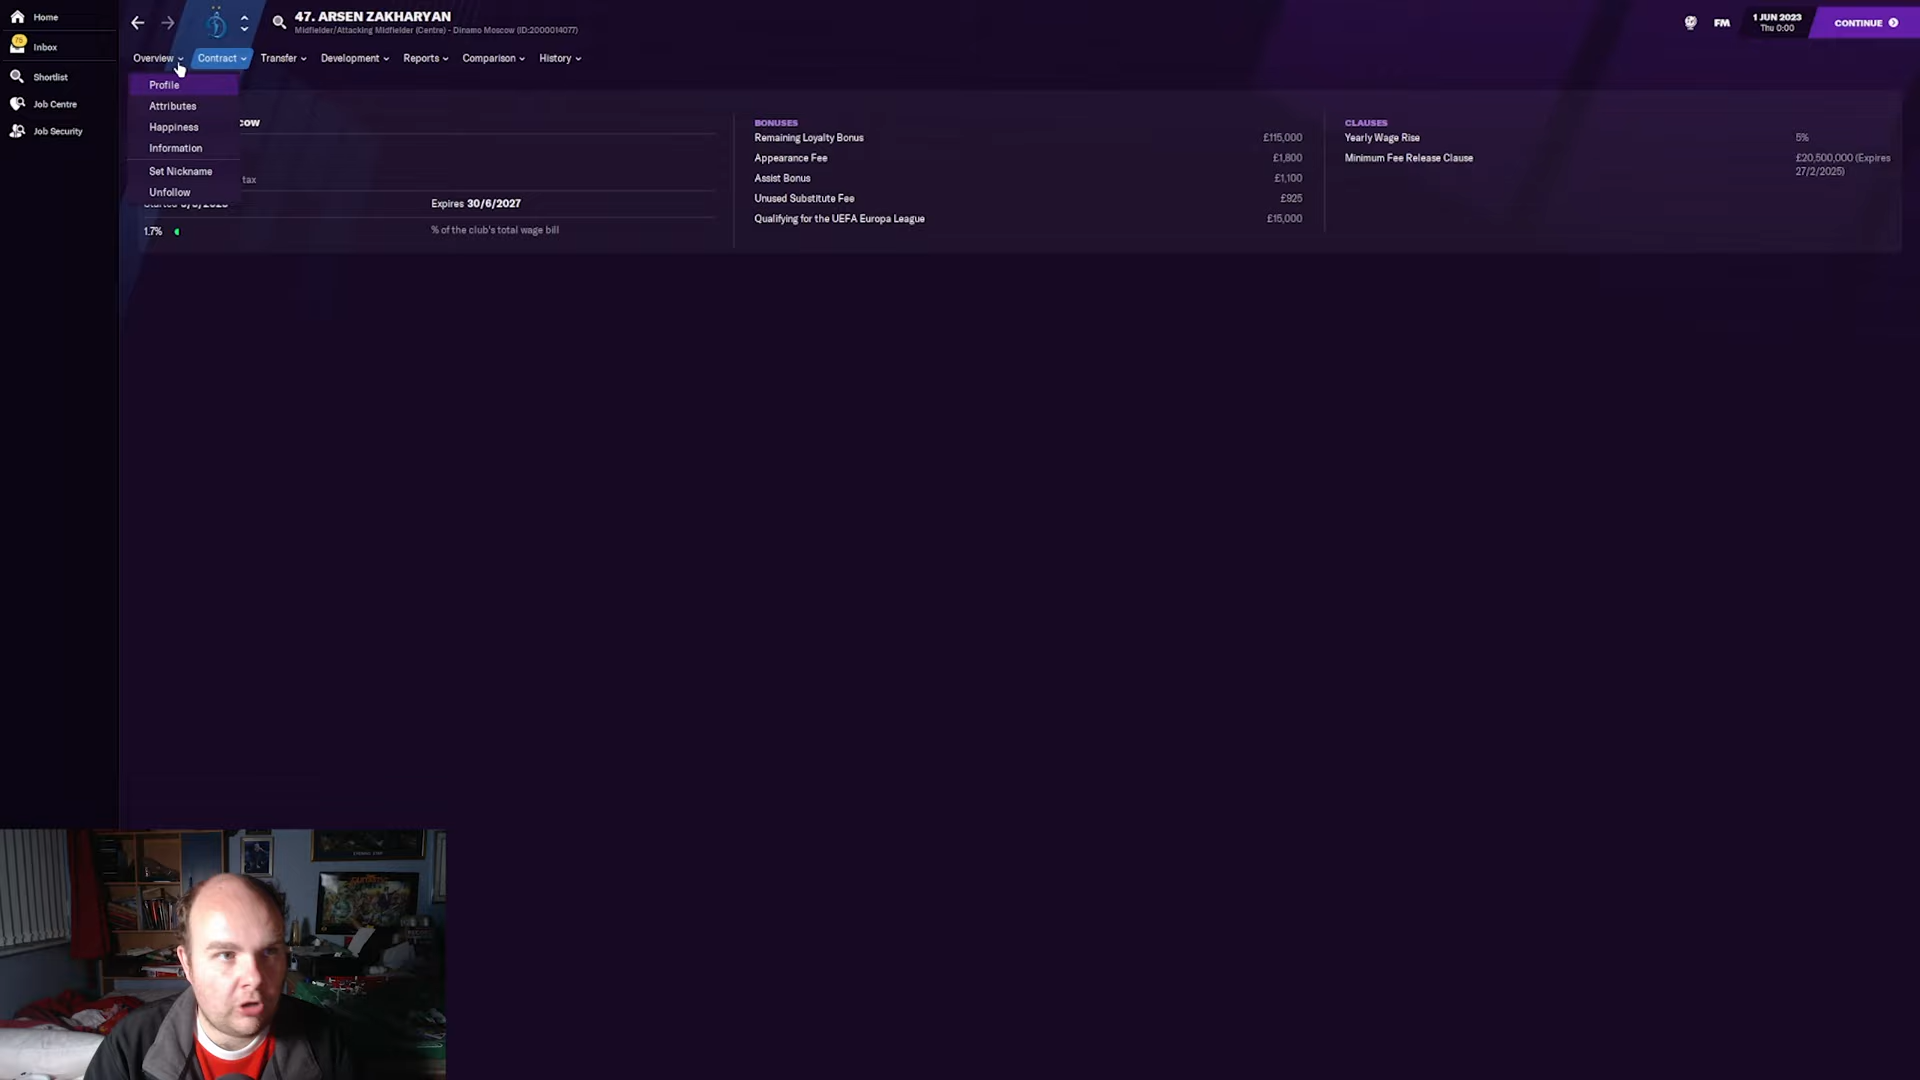 Home
Inbox
75
Shortlist
Job Centre
Job Security
47. ARSEN ZAKHARYAN
Midfielder/Attacking Midfielder (Centre) - Dinamo Moscow (ID:2000014077)
FM
1 JUN 2023
Thu 0:00
CONTINUE
Overview
Contract
Transfer
Development
Reports
Comparison
History
Profile
Attributes
Happiness
Information
Set Nickname
Unfollow
COW
tax
Expires 30/6/2027
1.7%
% of the club's total wage bill
BONUSES
Remaining Loyalty Bonus £115,000
Appearance Fee £1,800
Assist Bonus £1,100
Unused Substitute Fee £925
Qualifying for the UEFA Europa League £15,000
CLAUSES
Yearly Wage Rise 5%
Minimum Fee Release Clause £20,500,000 (Expires
27/2/2025)